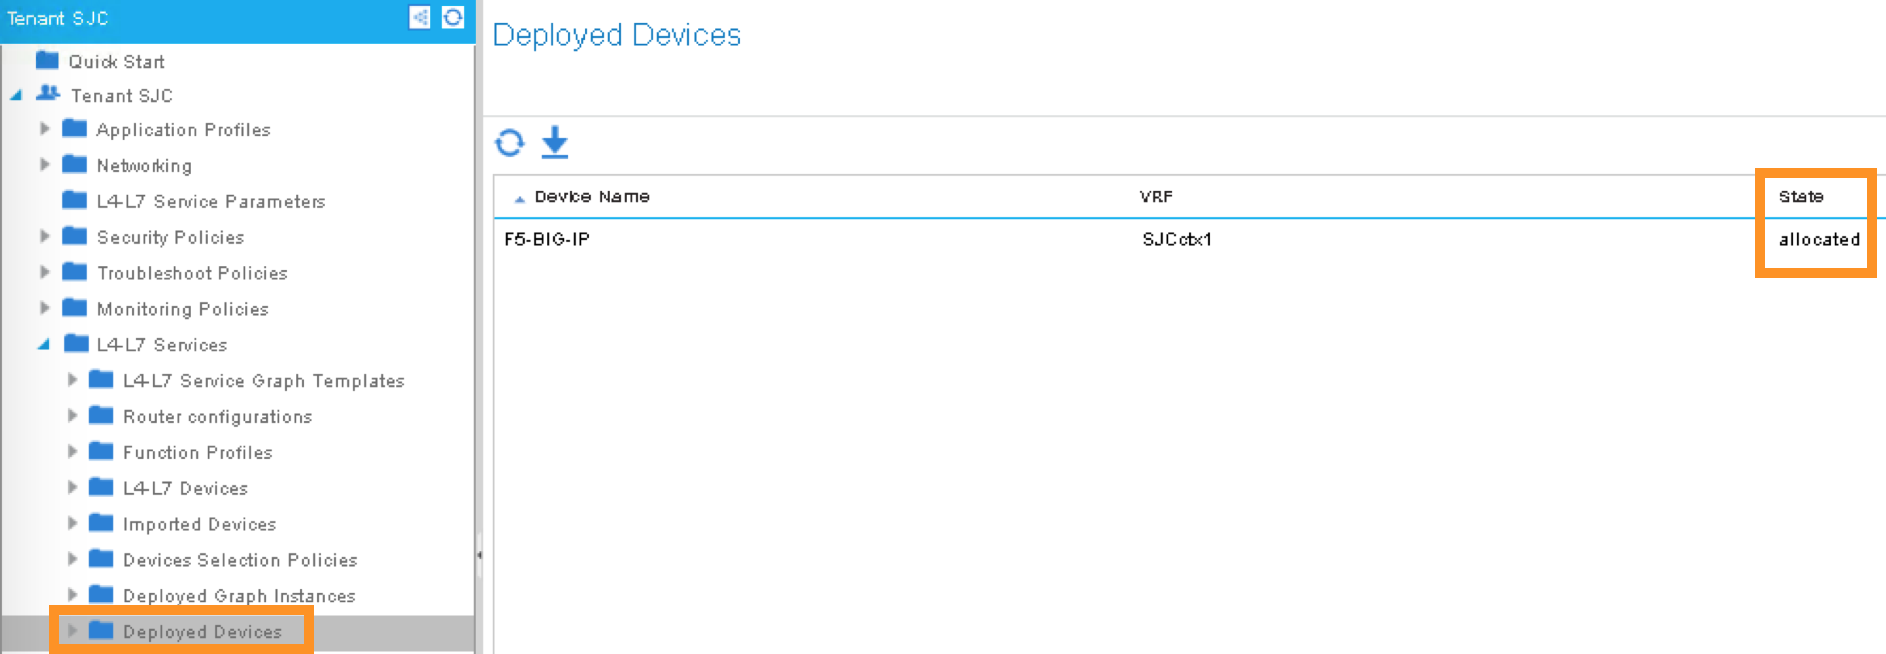 Tenant SJC
Quick Start
Tenant SJC
Application Profiles
Networking
L4-L7 Service Parameters
Security Policies
Troubleshoot Policies
Monitoring Policies
L4-L7 Services
L4-L7 Service Graph Templates
Router configurations
Function Profiles
L4-L7 Devices
Imported Devices
Devices Selection Policies
Deployed Graph Instances
Deployed Devices
Deployed Devices
Device Name VRF State
F5-BIG-IP SJCctx1 allocated